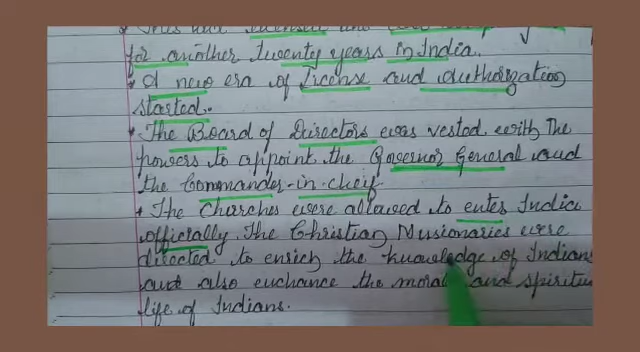 for another twenty years in India.
• A new era of License and authorization
started.
• The Board of Directors was vested with The
powers to appoint the Governor General and
the Commander-in-cheif
• The Churches were allowed to enter India
officially. The Christian Missionaries were
directed to enrich the knowledge of Indians
and also enchance the moral and spiritu
life of Indians.